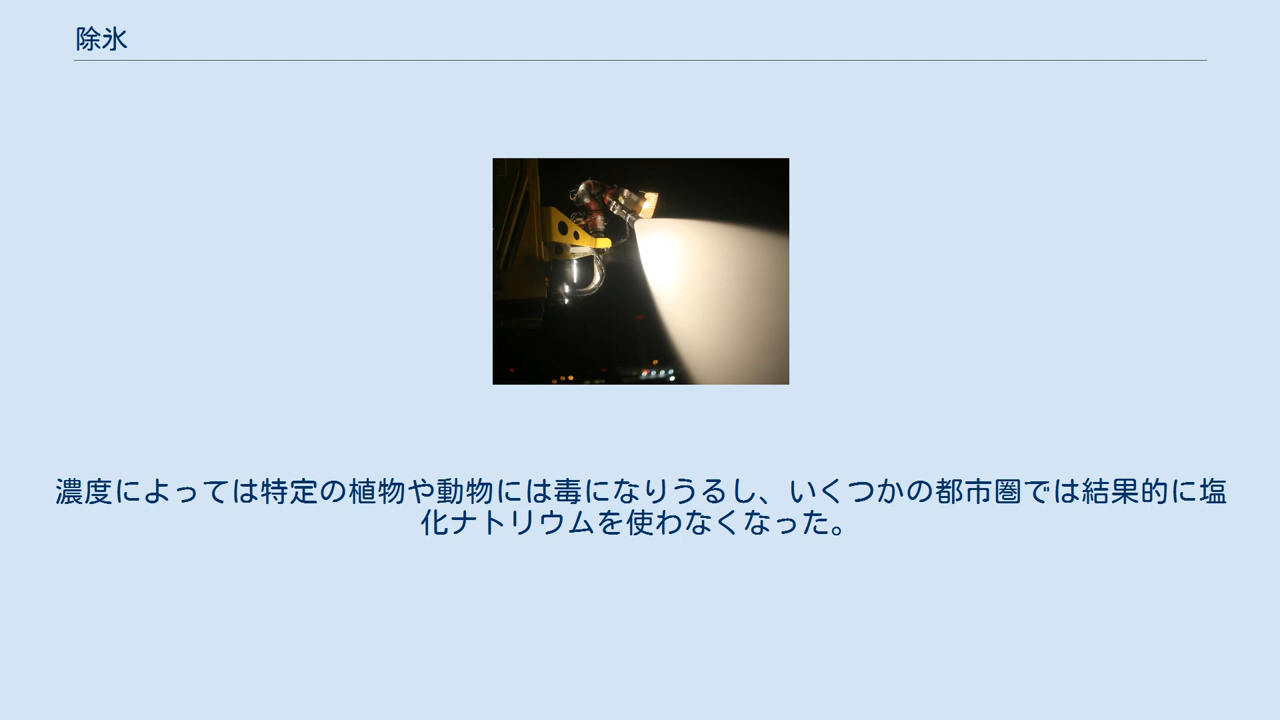 除氷
濃度によっては特定の植物や動物には毒になりうるし、いくつかの都市圏では結果的に塩
化ナトリウムを使わなくなった。